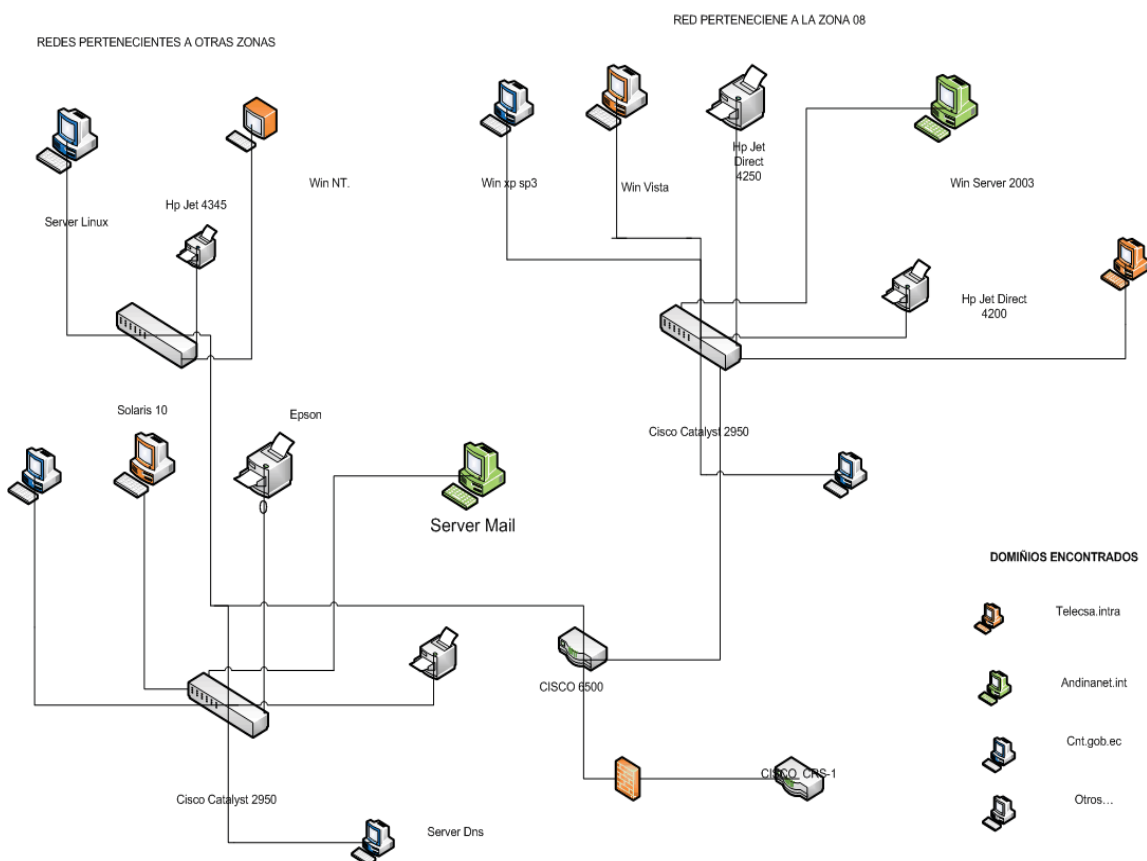 RED PERTENECIENE A LA ZONA 08
REDES PERTENECIENTES A OTRAS ZONAS
Hp Jet
Direct
4250
Win NT.
Win xp sp3
Win Vista
Win Server 2003
Hp Jet 4345
Server Linux
Hp Jet Direct
4200
Solaris 10
Epson
Cisco Catalyst 2950
Server Mail
DOMIÑIOS ENCONTRADOS
Telecsa.intra
CISCO 6500
Andinanet.int
Cnt.gob.ec
CISCO CRS-1
Cisco Catalyst 2950
Otros...
Server Dns